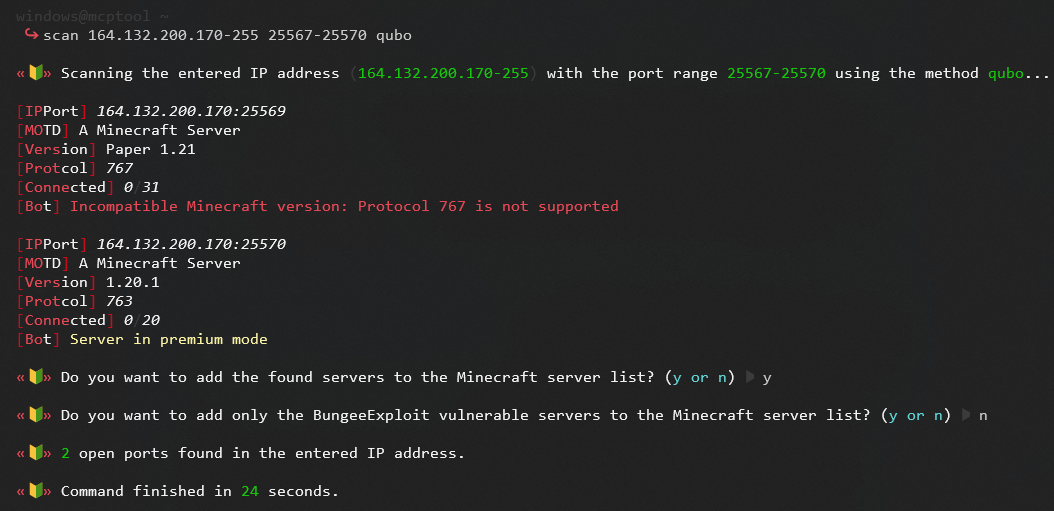 windows@mcptool ~
↪ scan 164.132.200.170-255 25567-25570 qubo
«🔰» Scanning the entered IP address (164.132.200.170-255) with the port range 25567-25570 using the method qubo...
[IPPort] 164.132.200.170:25569
[MOTD] A Minecraft Server
[Version] Paper 1.21
[Protcol] 767
[Connected] 0/31
[Bot] Incompatible Minecraft version: Protocol 767 is not supported
[IPPort] 164.132.200.170:25570
[MOTD] A Minecraft Server
[Version] 1.20.1
[Protcol] 763
[Connected] 0/20
[Bot] Server in premium mode
«🔰» Do you want to add the found servers to the Minecraft server list? (y or n) ▶ y
«🔰» Do you want to add only the BungeeExploit vulnerable servers to the Minecraft server list? (y or n) ▶ n
«🔰» 2 open ports found in the entered IP address.
«🔰» Command finished in 24 seconds.